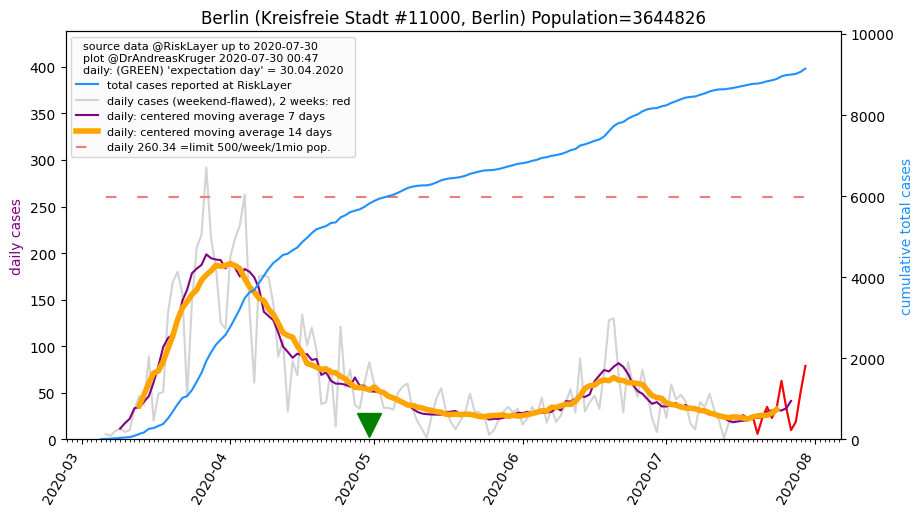 Berlin (Kreisfreie Stadt #11000, Berlin) Population=3644826
source data @RiskLayer up to 2020-07-30
plot @DrAndreasKruger 2020-07-30 00:47
daily: (GREEN) 'expectation day' = 30.04.2020
total cases reported at RiskLayer
daily cases (weekend-flawed), 2 weeks: red
daily: centered moving average 7 days
daily: centered moving average 14 days
daily 260.34 =limit 500/week/1mio pop.
daily cases
400
350
300
250
200
150
100
50
0
cumulative total cases
10000
8000
6000
4000
2000
0
2020-03
2020-04
2020-05
2020-06
2020-07
2020-08